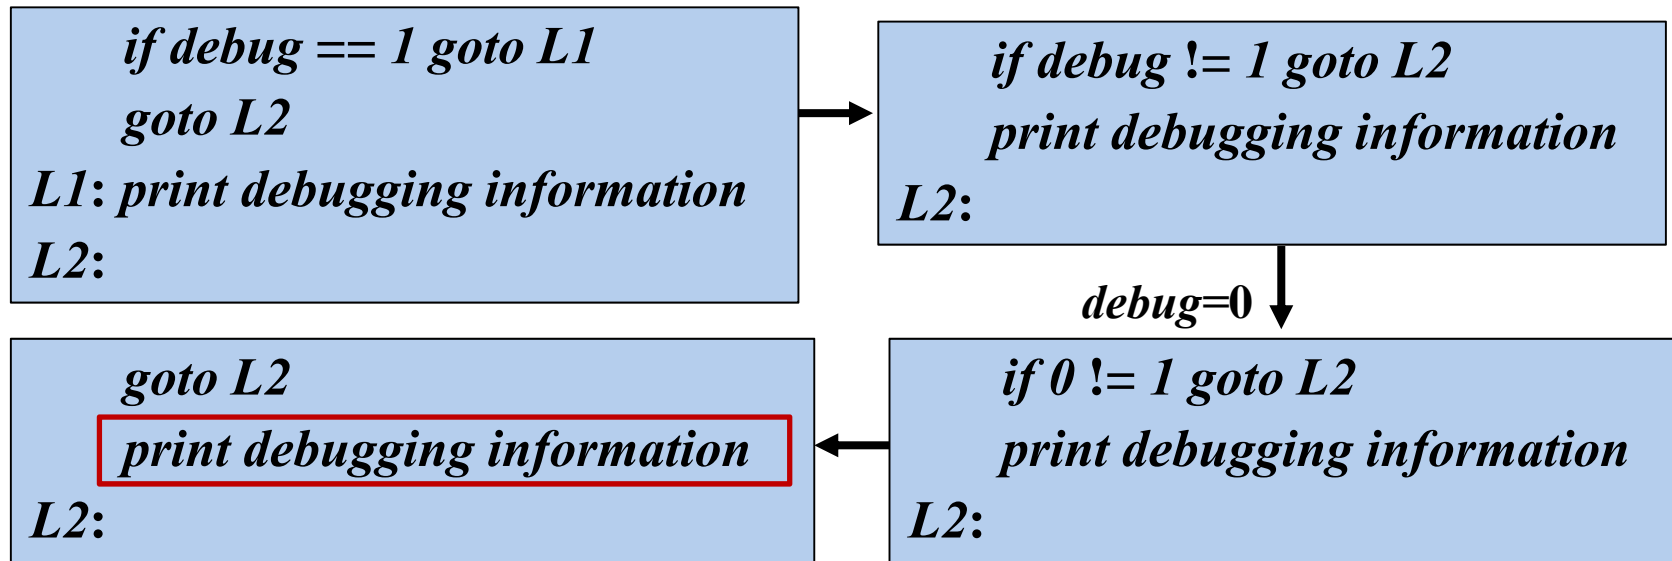 if debug == 1 goto L1
goto L2
L1: print debugging information
L2:
if debug != 1 goto L2
print debugging information
L2:
debug=0
if 0 != 1 goto L2
print debugging information
L2:
goto L2
print debugging information
L2: